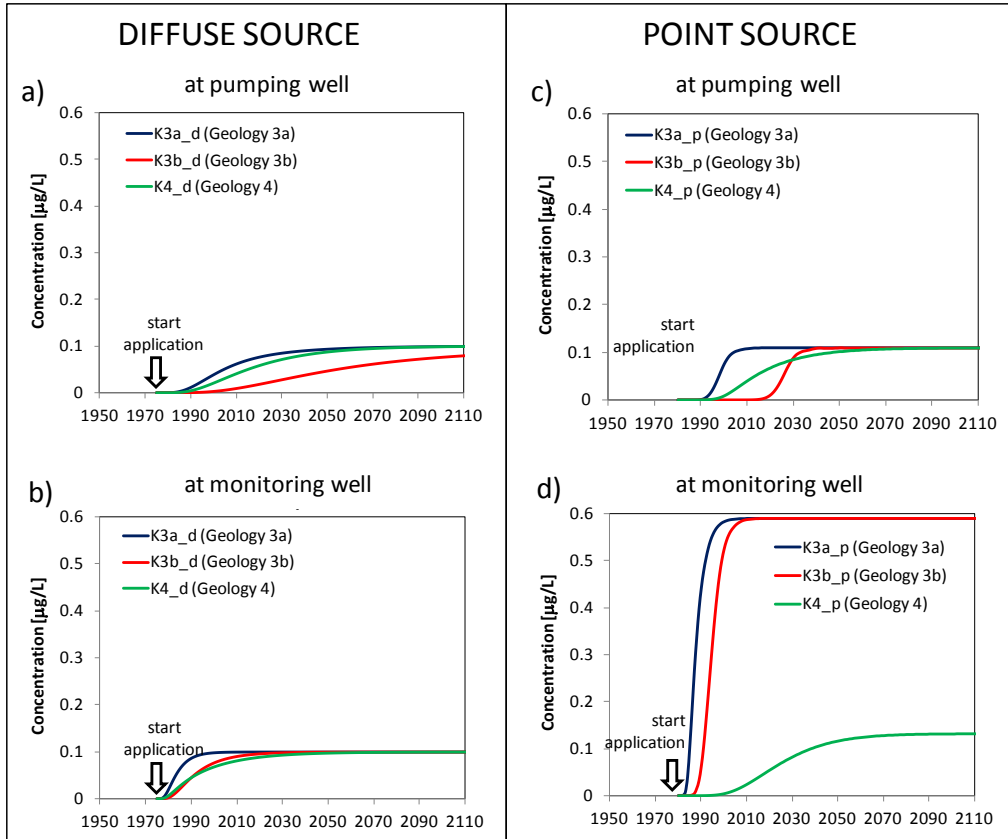 DIFFUSE SOURCE
a)
at pumping well
0.6
0.5
0.4
0.3
0.2
0.1
0
Concentration [µg/L]
K3a_d (Geology 3a)
K3b_d (Geology 3b)
K4_d (Geology 4)
start
application
1950 1970 1990 2010 2030 2050 2070 2090 2110
b)
at monitoring well
0.6
0.5
0.4
0.3
0.2
0.1
0
Concentration [µg/L]
K3a_d (Geology 3a)
K3b_d (Geology 3b)
K4_d (Geology 4)
start
application
1950 1970 1990 2010 2030 2050 2070 2090 2110
POINT SOURCE
c)
at pumping well
0.6
0.5
0.4
0.3
0.2
0.1
0
Concentration [µg/L]
K3a_p (Geology 3a)
K3b_p (Geology 3b)
K4_p (Geology 4)
start
application
1950 1970 1990 2010 2030 2050 2070 2090 2110
d)
at monitoring well
0.6
0.5
0.4
0.3
0.2
0.1
0
Concentration [µg/L]
K3a_p (Geology 3a)
K3b_p (Geology 3b)
K4_p (Geology 4)
start
application
1950 1970 1990 2010 2030 2050 2070 2090 2110